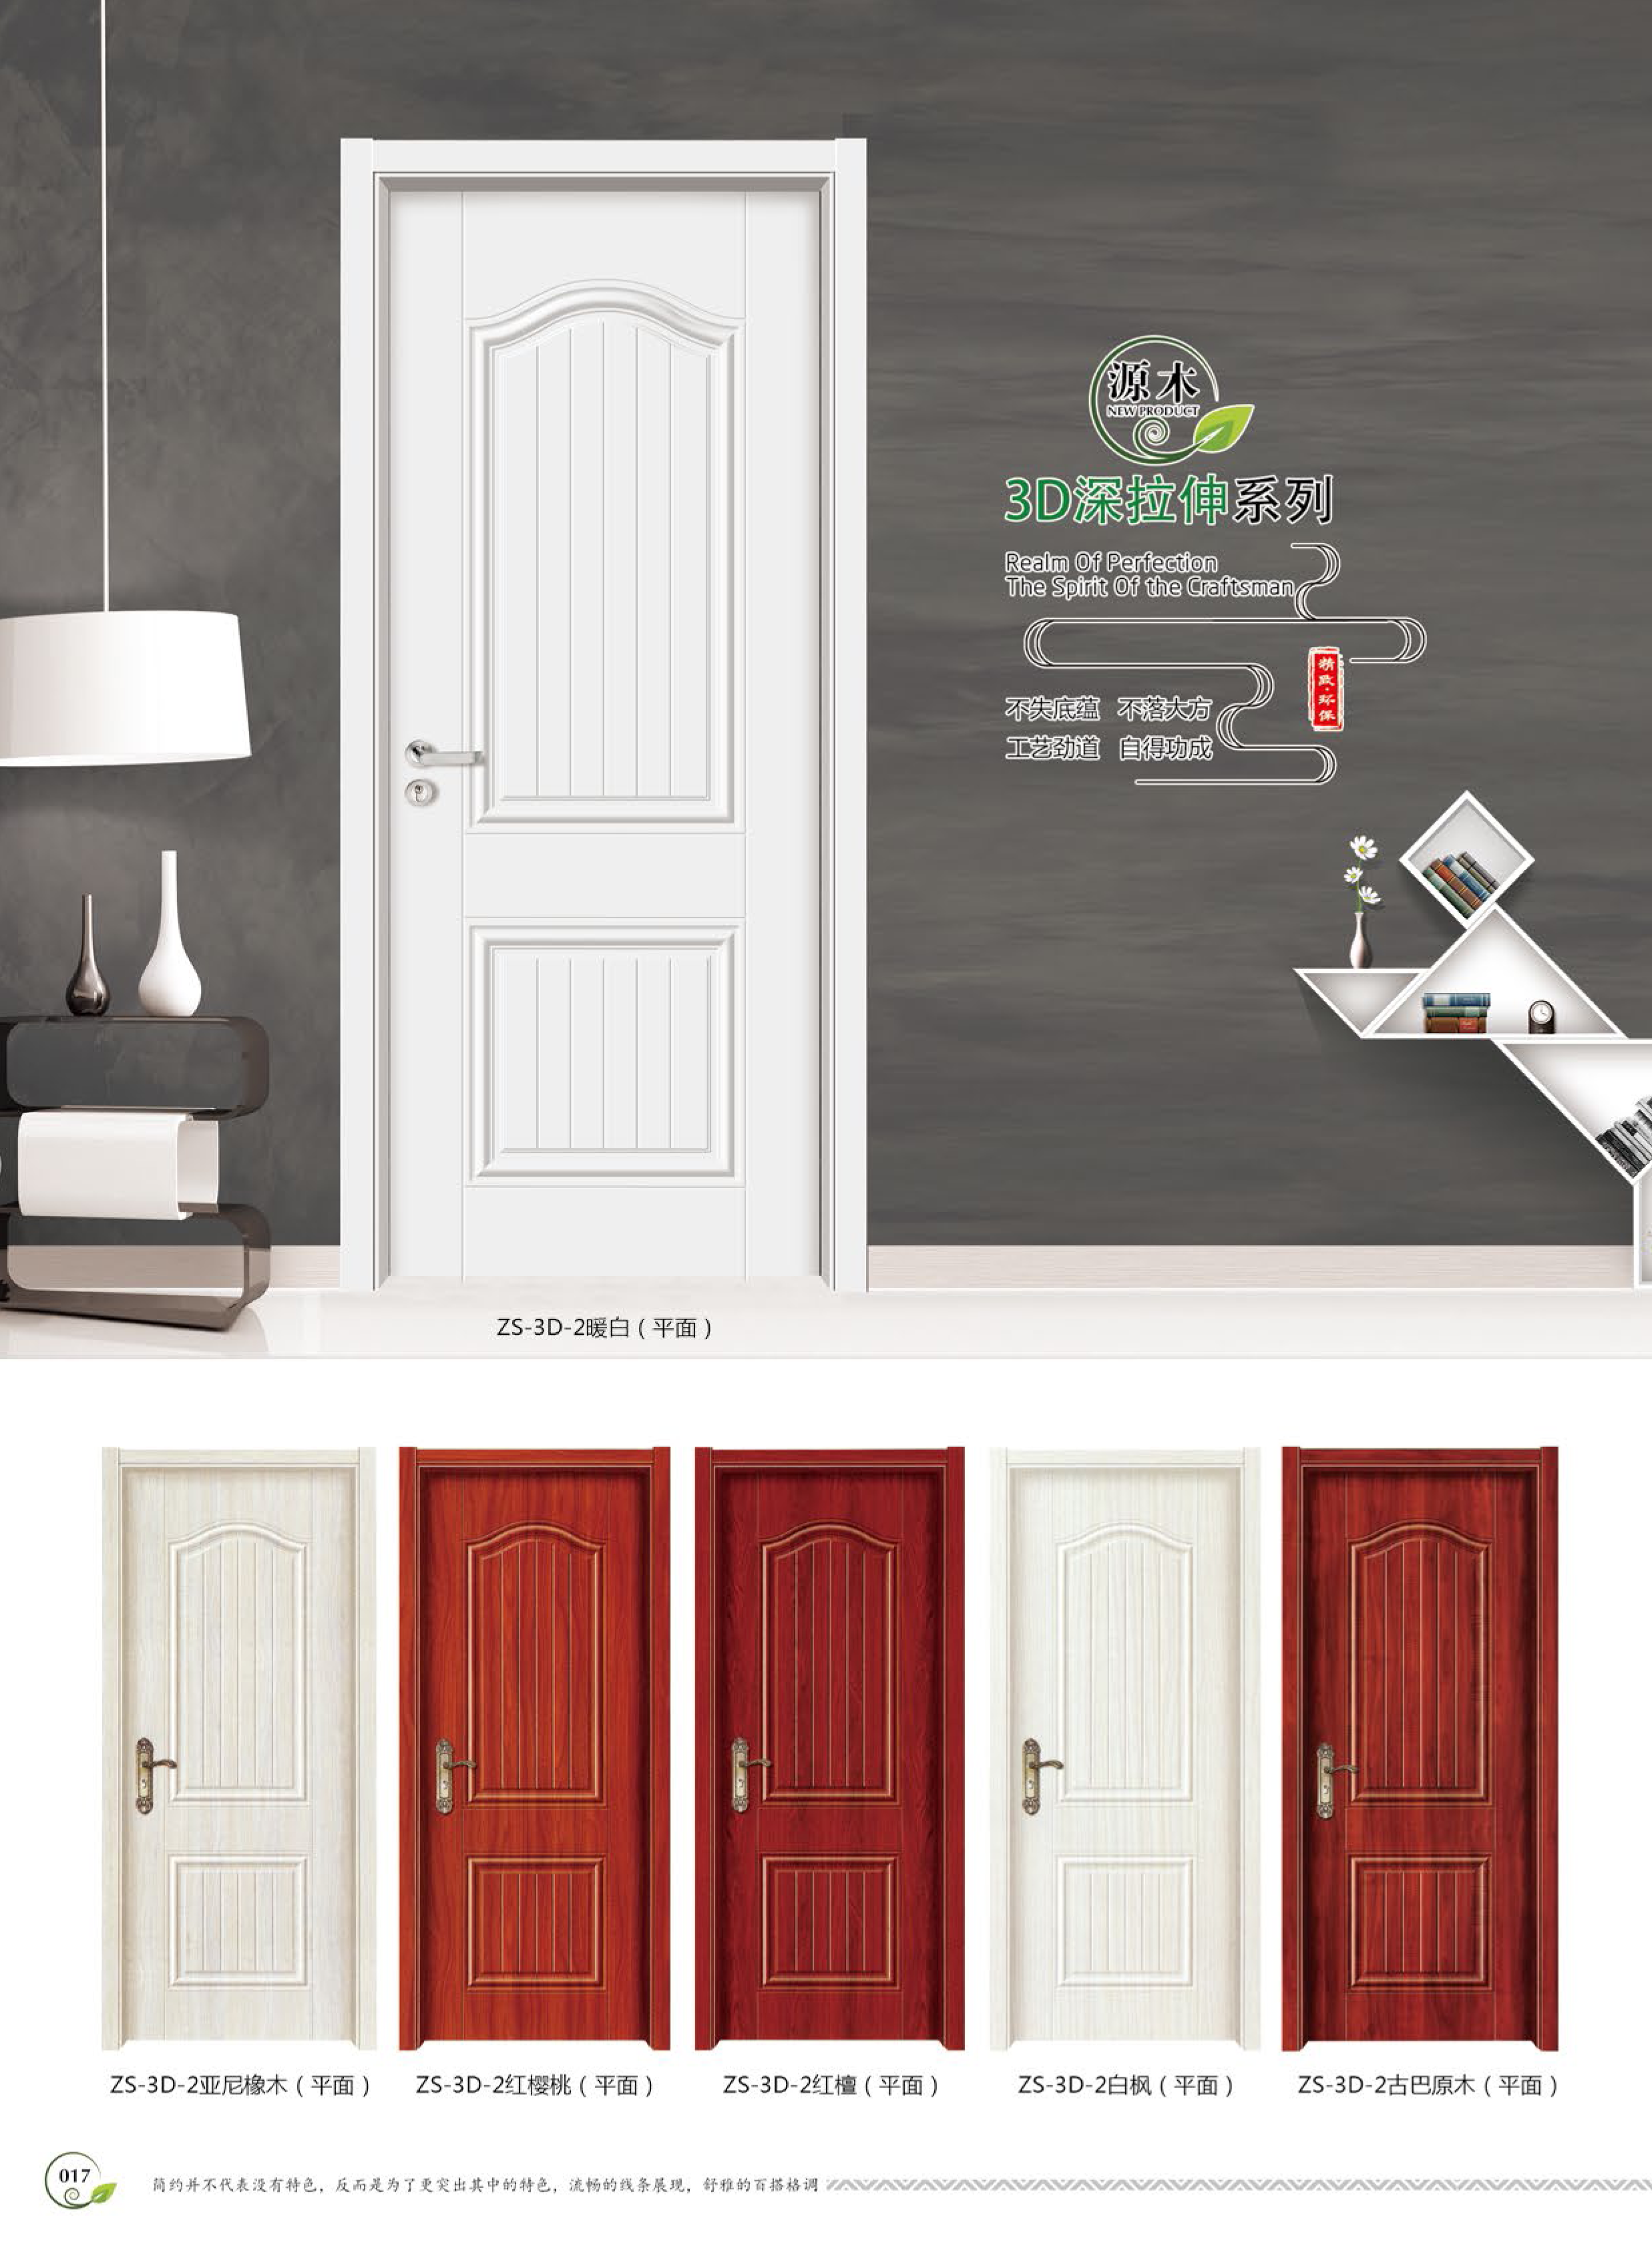 源木
NEW PRODUCT
3D深拉伸系列
Realm Of Perfection
The Spirit Of the Craftsman
精致·环保
不失底蕴 不落大方
工艺劲道 自得功成
ZS-3D-2暖白（平面）
ZS-3D-2亚尼橡木（平面）
ZS-3D-2红樱桃（平面）
ZS-3D-2红檀（平面）
ZS-3D-2白枫（平面）
ZS-3D-2古巴原木（平面）
017
简约并不代表没有特色，反而是为了更突出其中的特色，流畅的线条展现，舒雅的百搭格调